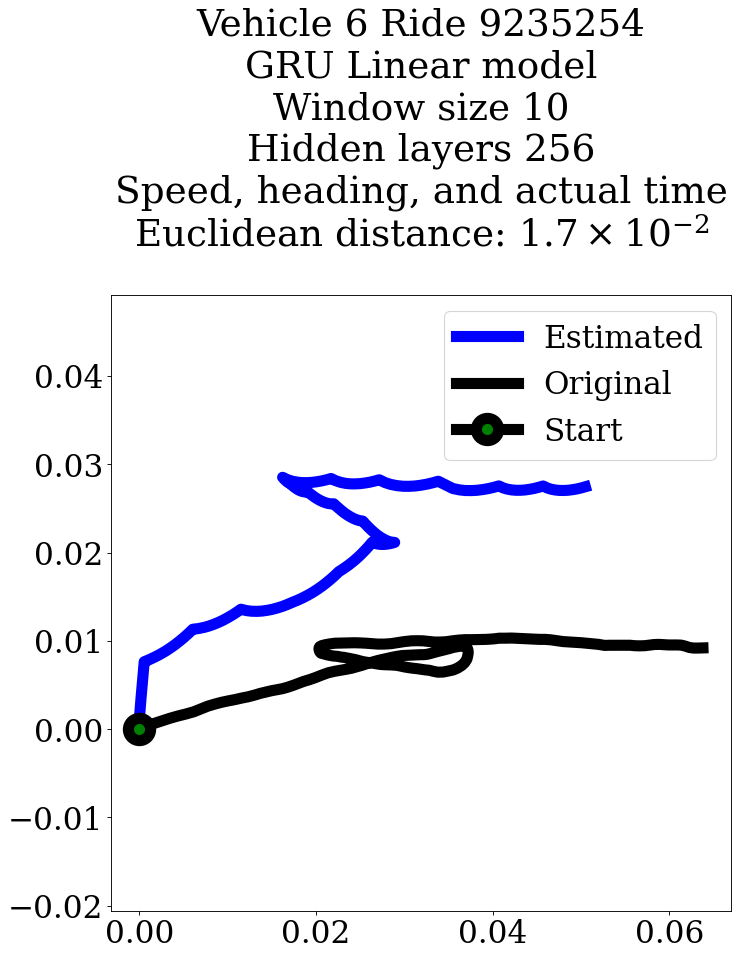 Vehicle 6 Ride 9235254
GRU Linear model
Window size 10
Hidden layers 256
Speed, heading, and actual time
Euclidean distance: 1.7 × 10⁻²
Estimated
Original
Start
0.04
0.03
0.02
0.01
0.00
−0.01
−0.02
0.00 0.02 0.04 0.06